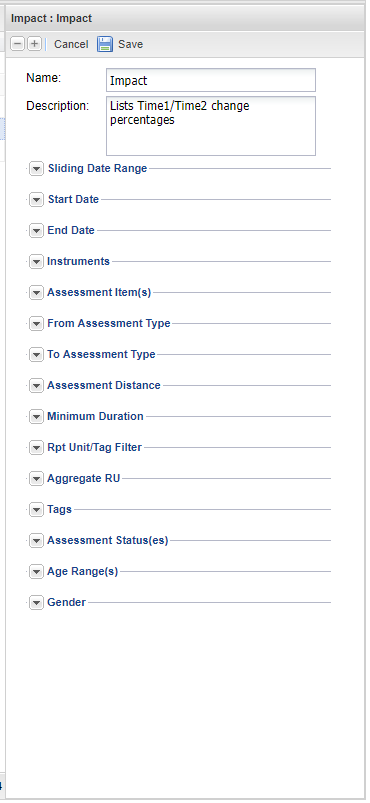 Impact : Impact
Cancel Save
Name: Impact
Description: Lists Time1/Time2 change
percentages
Sliding Date Range
Start Date
End Date
Instruments
Assessment Item(s)
From Assessment Type
To Assessment Type
Assessment Distance
Minimum Duration
Rpt Unit/Tag Filter
Aggregate RU
Tags
Assessment Status(es)
Age Range(s)
Gender